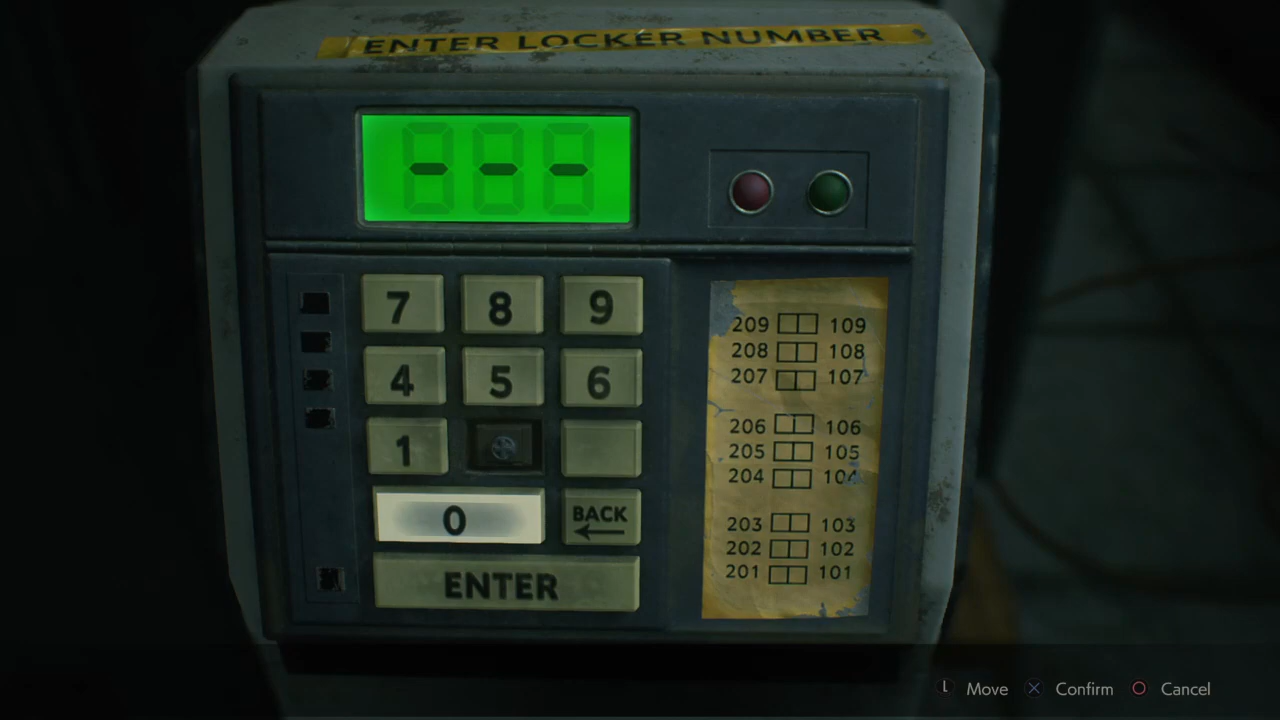 ENTER LOCKER NUMBER
- - -
7 8 9
4 5 6
1
0 BACK
ENTER
209 109
208 108
207 107
206 106
205 105
204 104
203 103
202 102
201 101
L Move Confirm Cancel